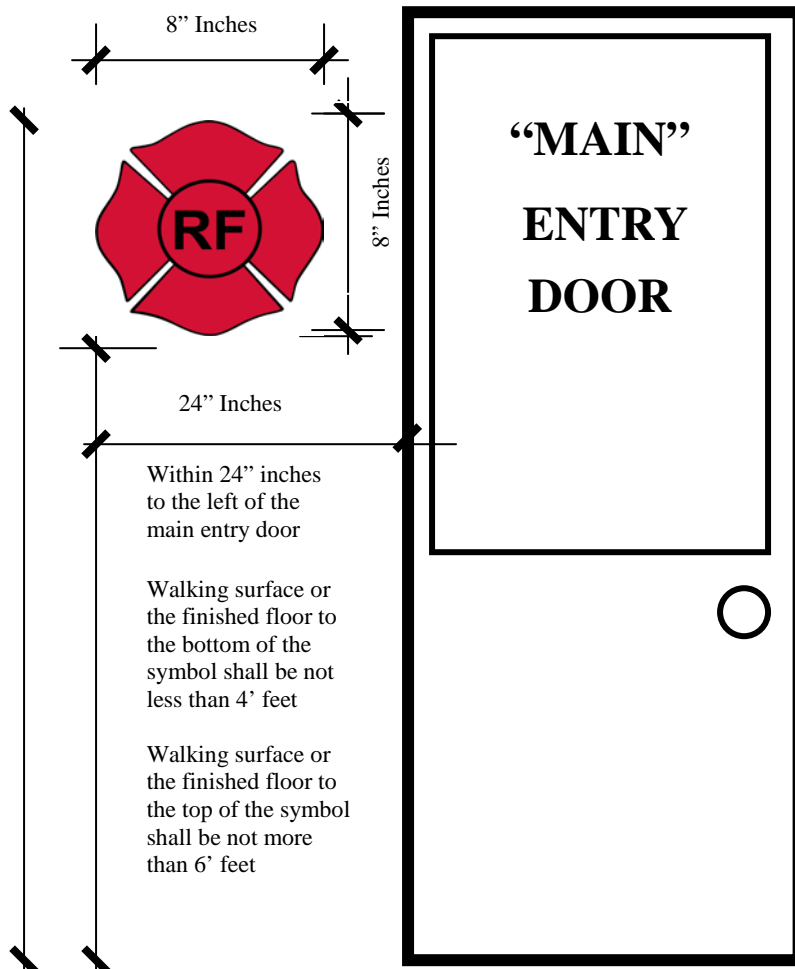 8” Inches
“MAIN”
ENTRY
DOOR
8” Inches
RF
24” Inches
Within 24” inches
to the left of the
main entry door
Walking surface or
the finished floor to
the bottom of the
symbol shall be not
less than 4’ feet
Walking surface or
the finished floor to
the top of the symbol
shall be not more
than 6’ feet